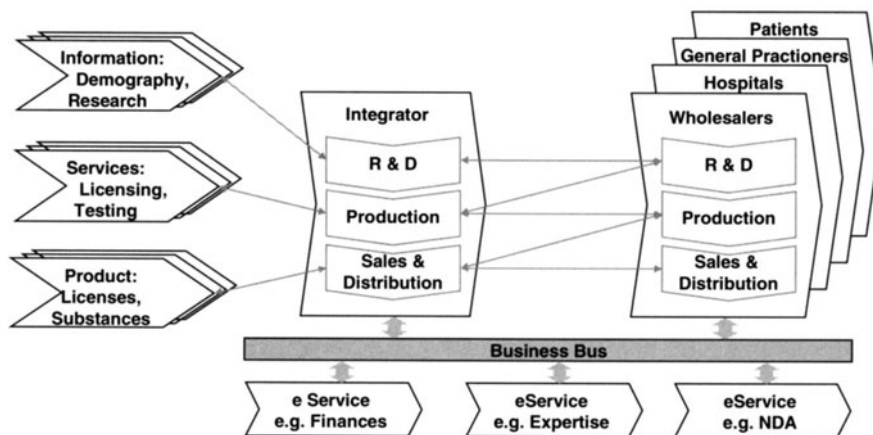 Information:
Demography,
Research
Services:
Licensing,
Testing
Product:
Licenses,
Substances
Integrator
R & D
Production
Sales &
Distribution
Patients
General Practioners
Hospitals
Wholesalers
R & D
Production
Sales &
Distribution
Business Bus
e Service
e.g. Finances
eService
e.g. Expertise
eService
e.g. NDA